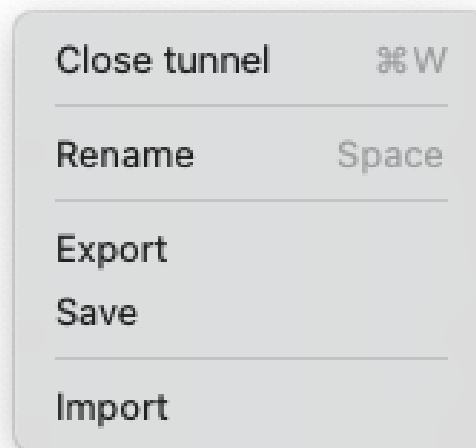 Close tunnel ⌘W
Rename Space
Export
Save
Import